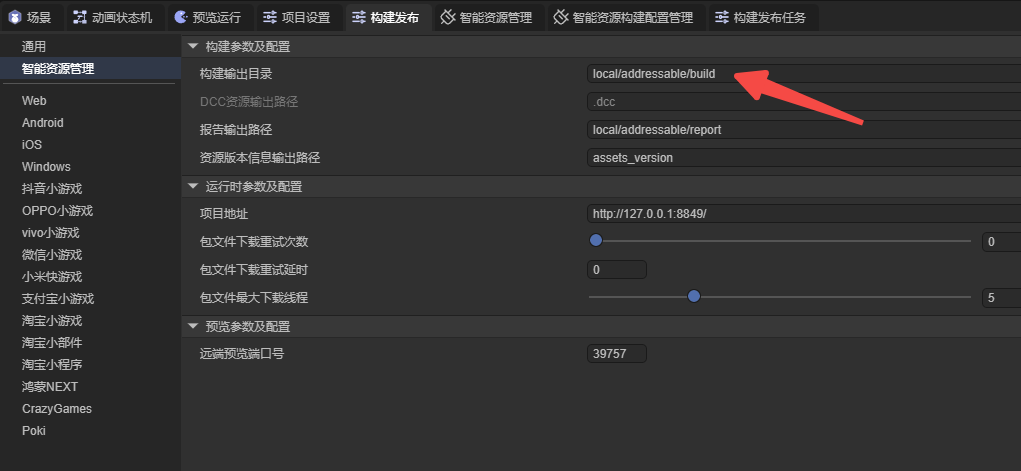 场景 动画状态机 预览运行 项目设置 构建发布 智能资源管理 智能资源构建配置管理 构建发布任务
通用
智能资源管理
Web
Android
iOS
Windows
抖音小游戏
OPPO小游戏
vivo小游戏
微信小游戏
小米快游戏
支付宝小游戏
淘宝小游戏
淘宝小部件
淘宝小程序
鸿蒙NEXT
CrazyGames
Poki
构建参数及配置
构建输出目录 local/addressable/build
DCC资源输出路径 .dcc
报告输出路径 local/addressable/report
资源版本信息输出路径 assets_version
运行时参数及配置
项目地址 http://127.0.0.1:8849/
包文件下载重试次数 0
包文件下载重试延时 0
包文件最大下载线程 5
预览参数及配置
远端预览端口号 39757